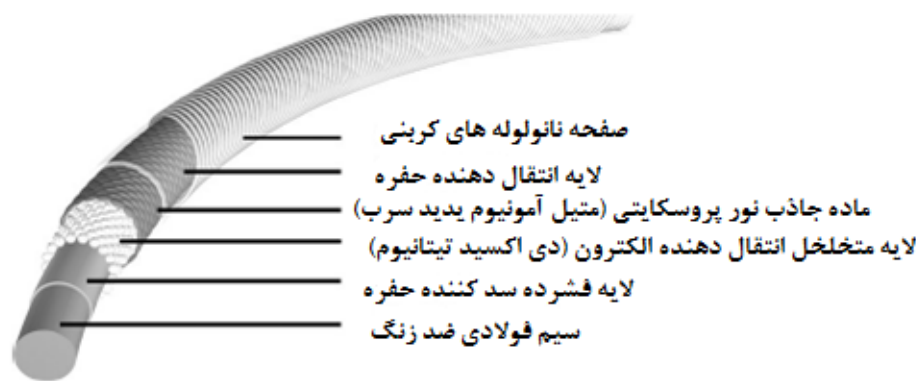 صفحه نانولوله های کربنی
لایه انتقال دهنده حفره
ماده جاذب نور پروسکایتی (متیل آمونیوم یدید سرب)
لایه متخلخل انتقال دهنده الکترون (دی اکسید تیتانیوم)
لایه فشرده سد کننده حفره
سیم فولادی ضد زنگ